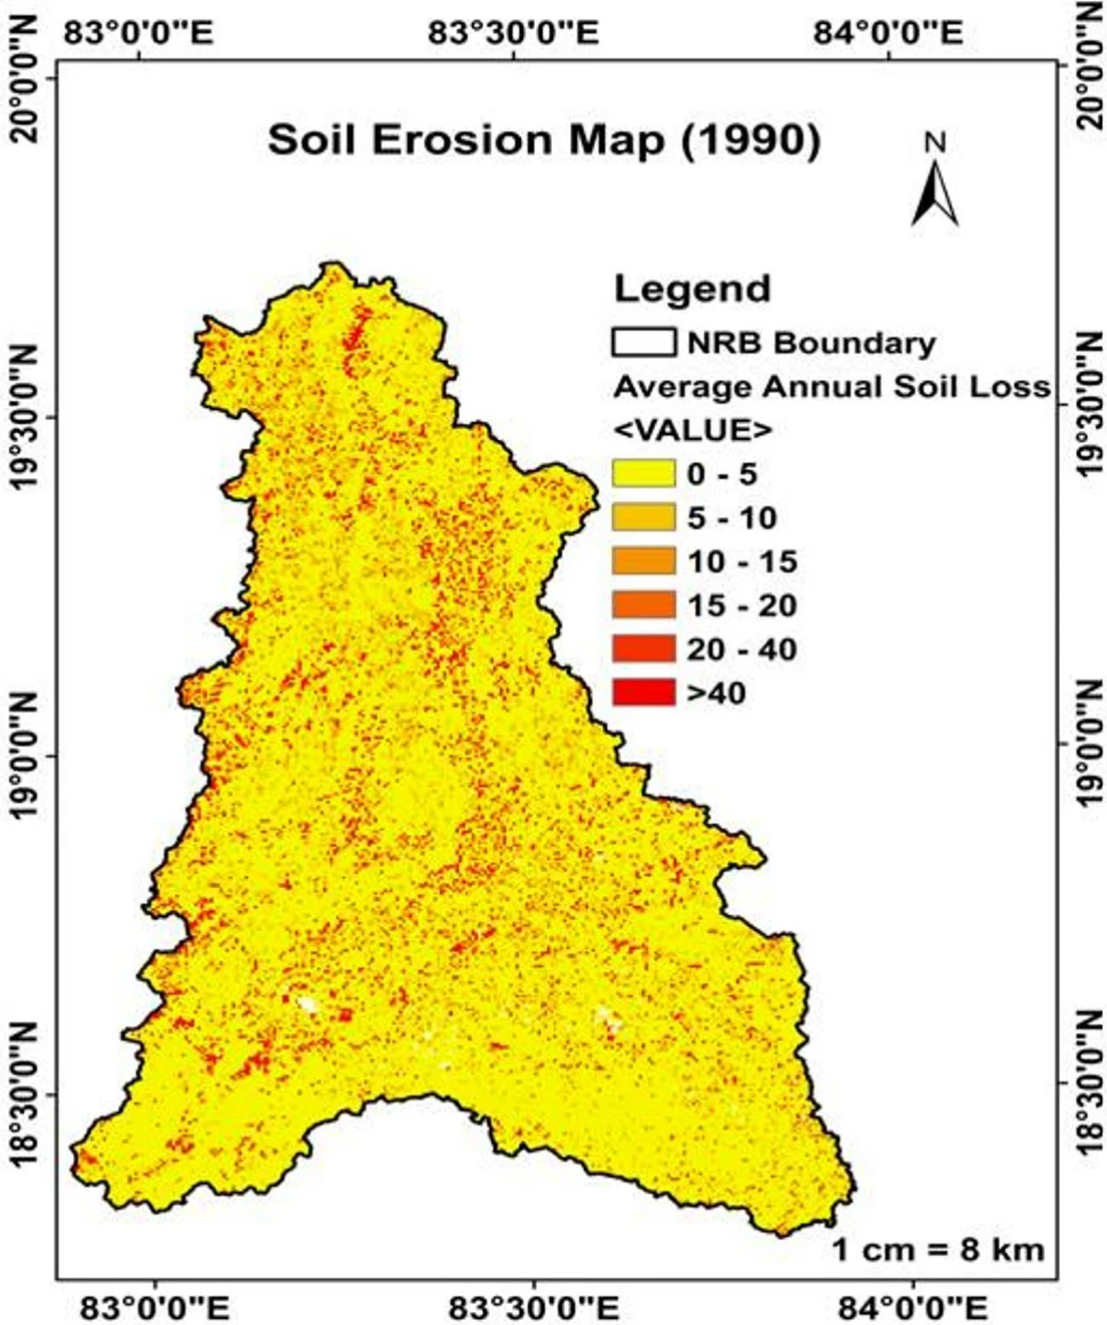 83°0'0"E 83°30'0"E 84°0'0"E
20°0'0"N
20°0'0"N
Soil Erosion Map (1990)
N
Legend
NRB Boundary
Average Annual Soil Loss
<VALUE>
0 - 5
5 - 10
10 - 15
15 - 20
20 - 40
>40
19°30'0"N
19°30'0"N
19°0'0"N
19°0'0"N
18°30'0"N
18°30'0"N
1 cm = 8 km
83°0'0"E 83°30'0"E 84°0'0"E